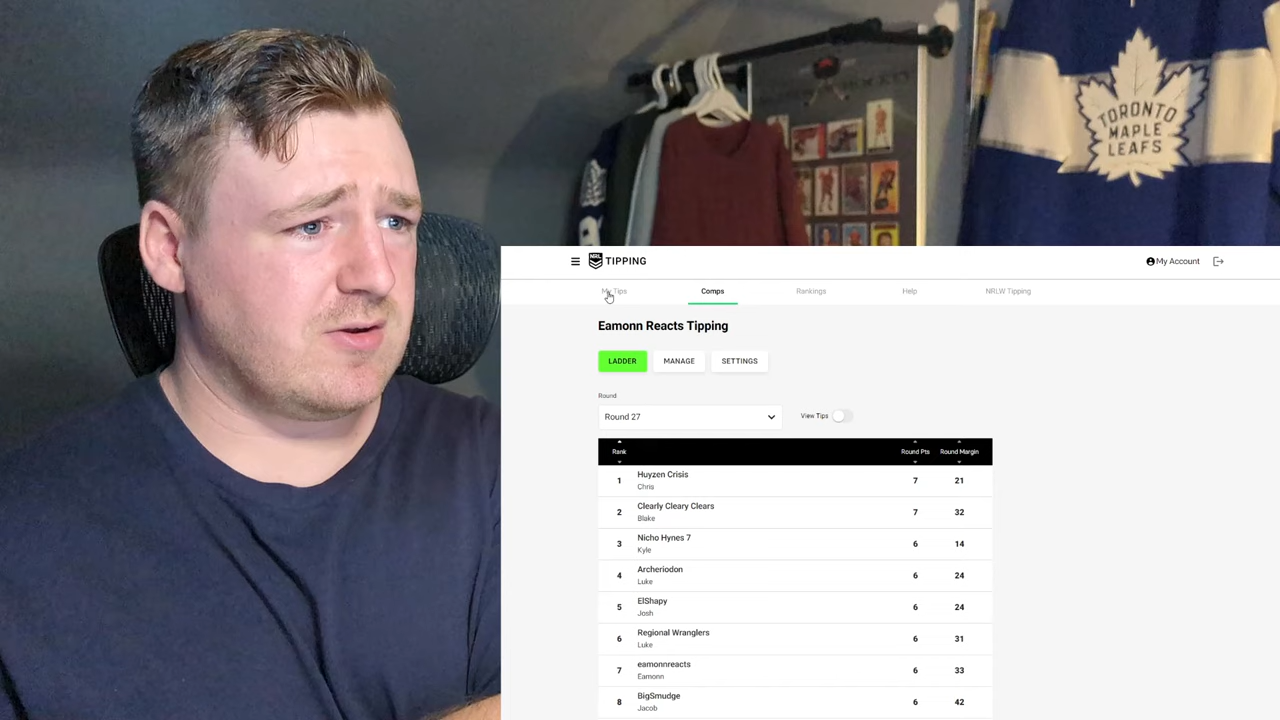 TORONTO
MAPLE
LEAFS
NRL
TIPPING
My Account
My Tips
Comps
Rankings
Help
NRLW Tipping
Eamonn Reacts Tipping
LADDER
MANAGE
SETTINGS
Round
Round 27
View Tips
Rank
Round Pts
Round Margin
1
Huyzen Crisis
Chris
7
21
2
Clearly Cleary Clears
Blake
7
32
3
Nicho Hynes 7
Kyle
6
14
4
Archeriodon
Luke
6
24
5
ElShapy
Josh
6
24
6
Regional Wranglers
Luke
6
31
7
eamonnreacts
Eamonn
6
33
8
BigSmudge
Jacob
6
42